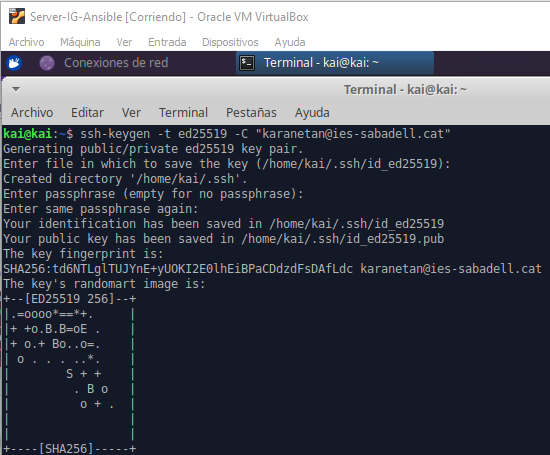 Server-IG-Ansible [Corriendo] - Oracle VM VirtualBox
Archivo Máquina Ver Entrada Dispositivos Ayuda
Conexiones de red Terminal - kai@kai: ~
Terminal - kai@kai: ~
Archivo Editar Ver Terminal Pestañas Ayuda
kai@kai:~$ ssh-keygen -t ed25519 -C "karanetan@ies-sabadell.cat"
Generating public/private ed25519 key pair.
Enter file in which to save the key (/home/kai/.ssh/id_ed25519):
Created directory '/home/kai/.ssh'.
Enter passphrase (empty for no passphrase):
Enter same passphrase again:
Your identification has been saved in /home/kai/.ssh/id_ed25519
Your public key has been saved in /home/kai/.ssh/id_ed25519.pub
The key fingerprint is:
SHA256:td6NTLglTUJYnE+yUOKI2E0lhEiBPaCDdzdFsDAfLdc karanetan@ies-sabadell.cat
The key's randomart image is:
+--[ED25519 256]--+
|.=oooo*==*+.     |
|+ +o.B.B=oE .    |
|+ o.+ Bo..o=.    |
| o . . . ..*.    |
|        S + +    |
|         . B o   |
|          o + .  |
|                 |
|                 |
+----[SHA256]-----+